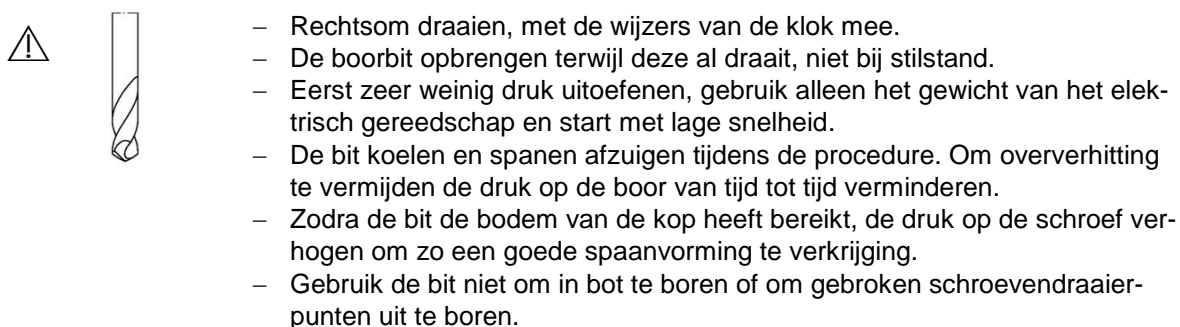 – Rechtsom draaien, met de wijzers van de klok mee.
– De boorbit opbrengen terwijl deze al draait, niet bij stilstand.
– Eerst zeer weinig druk uitoefenen, gebruik alleen het gewicht van het elek-
trisch gereedschap en start met lage snelheid.
– De bit koelen en spanen afzuigen tijdens de procedure. Om oververhitting
te vermijden de druk op de boor van tijd tot tijd verminderen.
– Zodra de bit de bodem van de kop heeft bereikt, de druk op de schroef ver-
hogen om zo een goede spaanvorming te verkrijging.
– Gebruik de bit niet om in bot te boren of om gebroken schroevendraaier-
punten uit te boren.